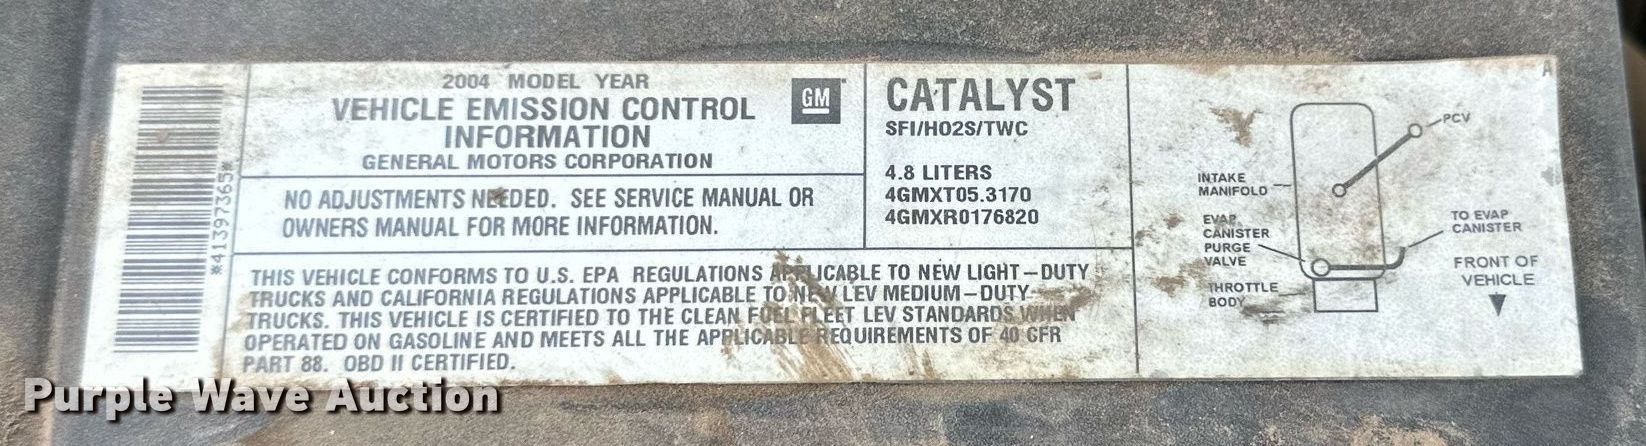 *41397365*
2004 MODEL YEAR
VEHICLE EMISSION CONTROL
INFORMATION
GENERAL MOTORS CORPORATION
GM
NO ADJUSTMENTS NEEDED. SEE SERVICE MANUAL OR
OWNERS MANUAL FOR MORE INFORMATION.
CATALYST
SFI/HO2S/TWC
4.8 LITERS
4GMXT05.3170
4GMXR0176820
THIS VEHICLE CONFORMS TO U.S. EPA REGULATIONS APPLICABLE TO NEW LIGHT-DUTY
TRUCKS AND CALIFORNIA REGULATIONS APPLICABLE TO NEW LEV MEDIUM-DUTY
TRUCKS. THIS VEHICLE IS CERTIFIED TO THE CLEAN FUEL FLEET LEV STANDARDS WHEN
OPERATED ON GASOLINE AND MEETS ALL THE APPLICABLE REQUIREMENTS OF 40 CFR
PART 88. OBD II CERTIFIED.
A
PCV
INTAKE
MANIFOLD
EVAP
CANISTER
PURGE
VALVE
THROTTLE
BODY
TO EVAP
CANISTER
FRONT OF
VEHICLE
Purple Wave Auction